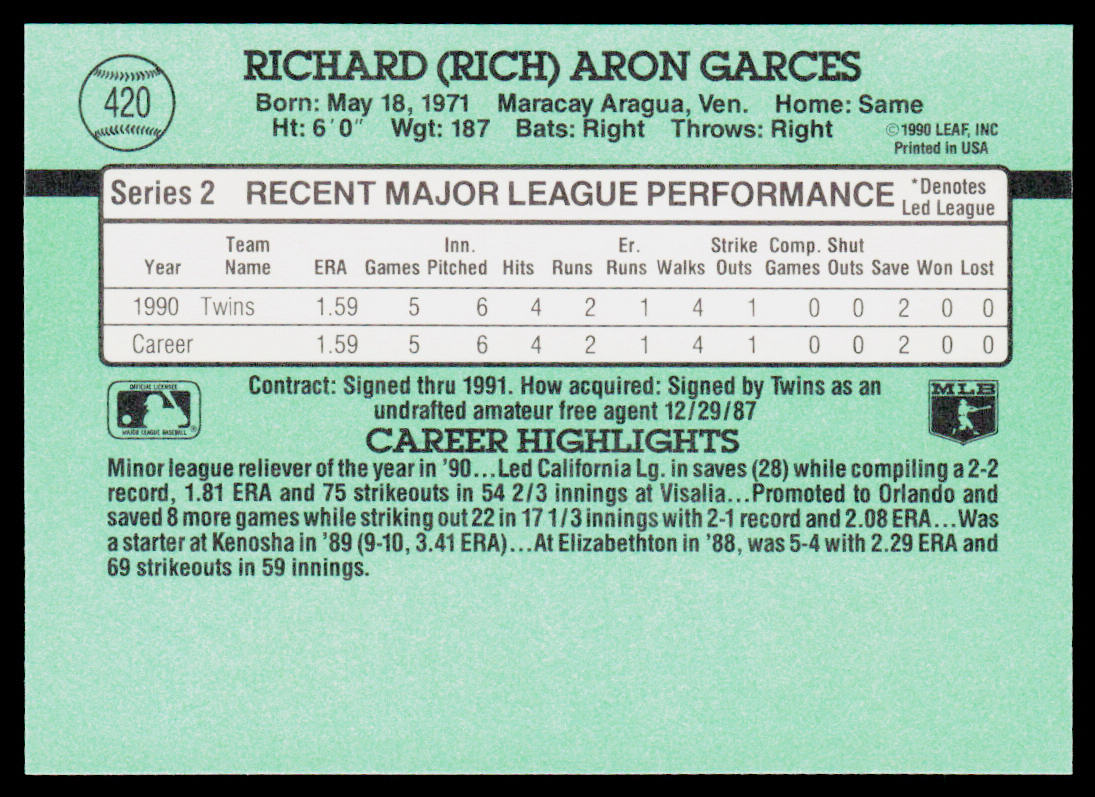 RICHARD (RICH) ARON GARCES
420
Born: May 18, 1971 Maracay Aragua, Ven. Home: Same
Ht: 6'0" Wgt: 187 Bats: Right Throws: Right
©1990 LEAF, INC
Printed in USA
Series 2 RECENT MAJOR LEAGUE PERFORMANCE
*Denotes
Led League
Team Inn. Er. Strike Comp. Shut
Year Name ERA Games Pitched Hits Runs Runs Walks Outs Games Outs Save Won Lost
1990 Twins 1.59 5 6 4 2 1 4 1 0 0 2 0 0
Career 1.59 5 6 4 2 1 4 1 0 0 2 0 0
OFFICIAL LICENSEE
MAJOR LEAGUE BASEBALL
®
Contract: Signed thru 1991. How acquired: Signed by Twins as an
undrafted amateur free agent 12/29/87
MLB
CAREER HIGHLIGHTS
Minor league reliever of the year in '90...Led California Lg. in saves (28) while compiling a 2-2
record, 1.81 ERA and 75 strikeouts in 54 2/3 innings at Visalia...Promoted to Orlando and
saved 8 more games while striking out 22 in 17 1/3 innings with 2-1 record and 2.08 ERA...Was
a starter at Kenosha in '89 (9-10, 3.41 ERA)...At Elizabethton in '88, was 5-4 with 2.29 ERA and
69 strikeouts in 59 innings.